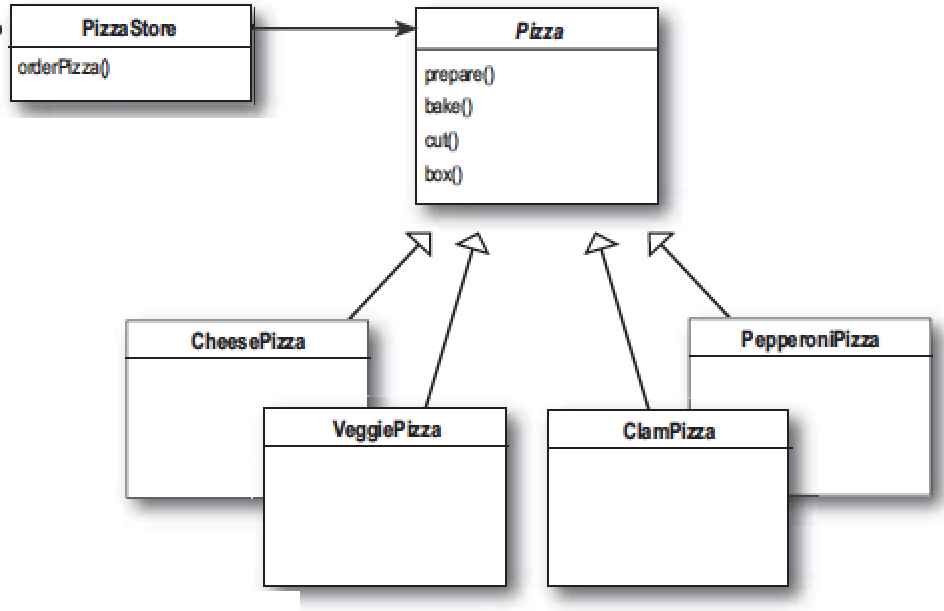 PizzaStore
orderPizza()
Pizza
prepare()
bake()
cut()
box()
CheesePizza
VeggiePizza
ClamPizza
PepperoniPizza